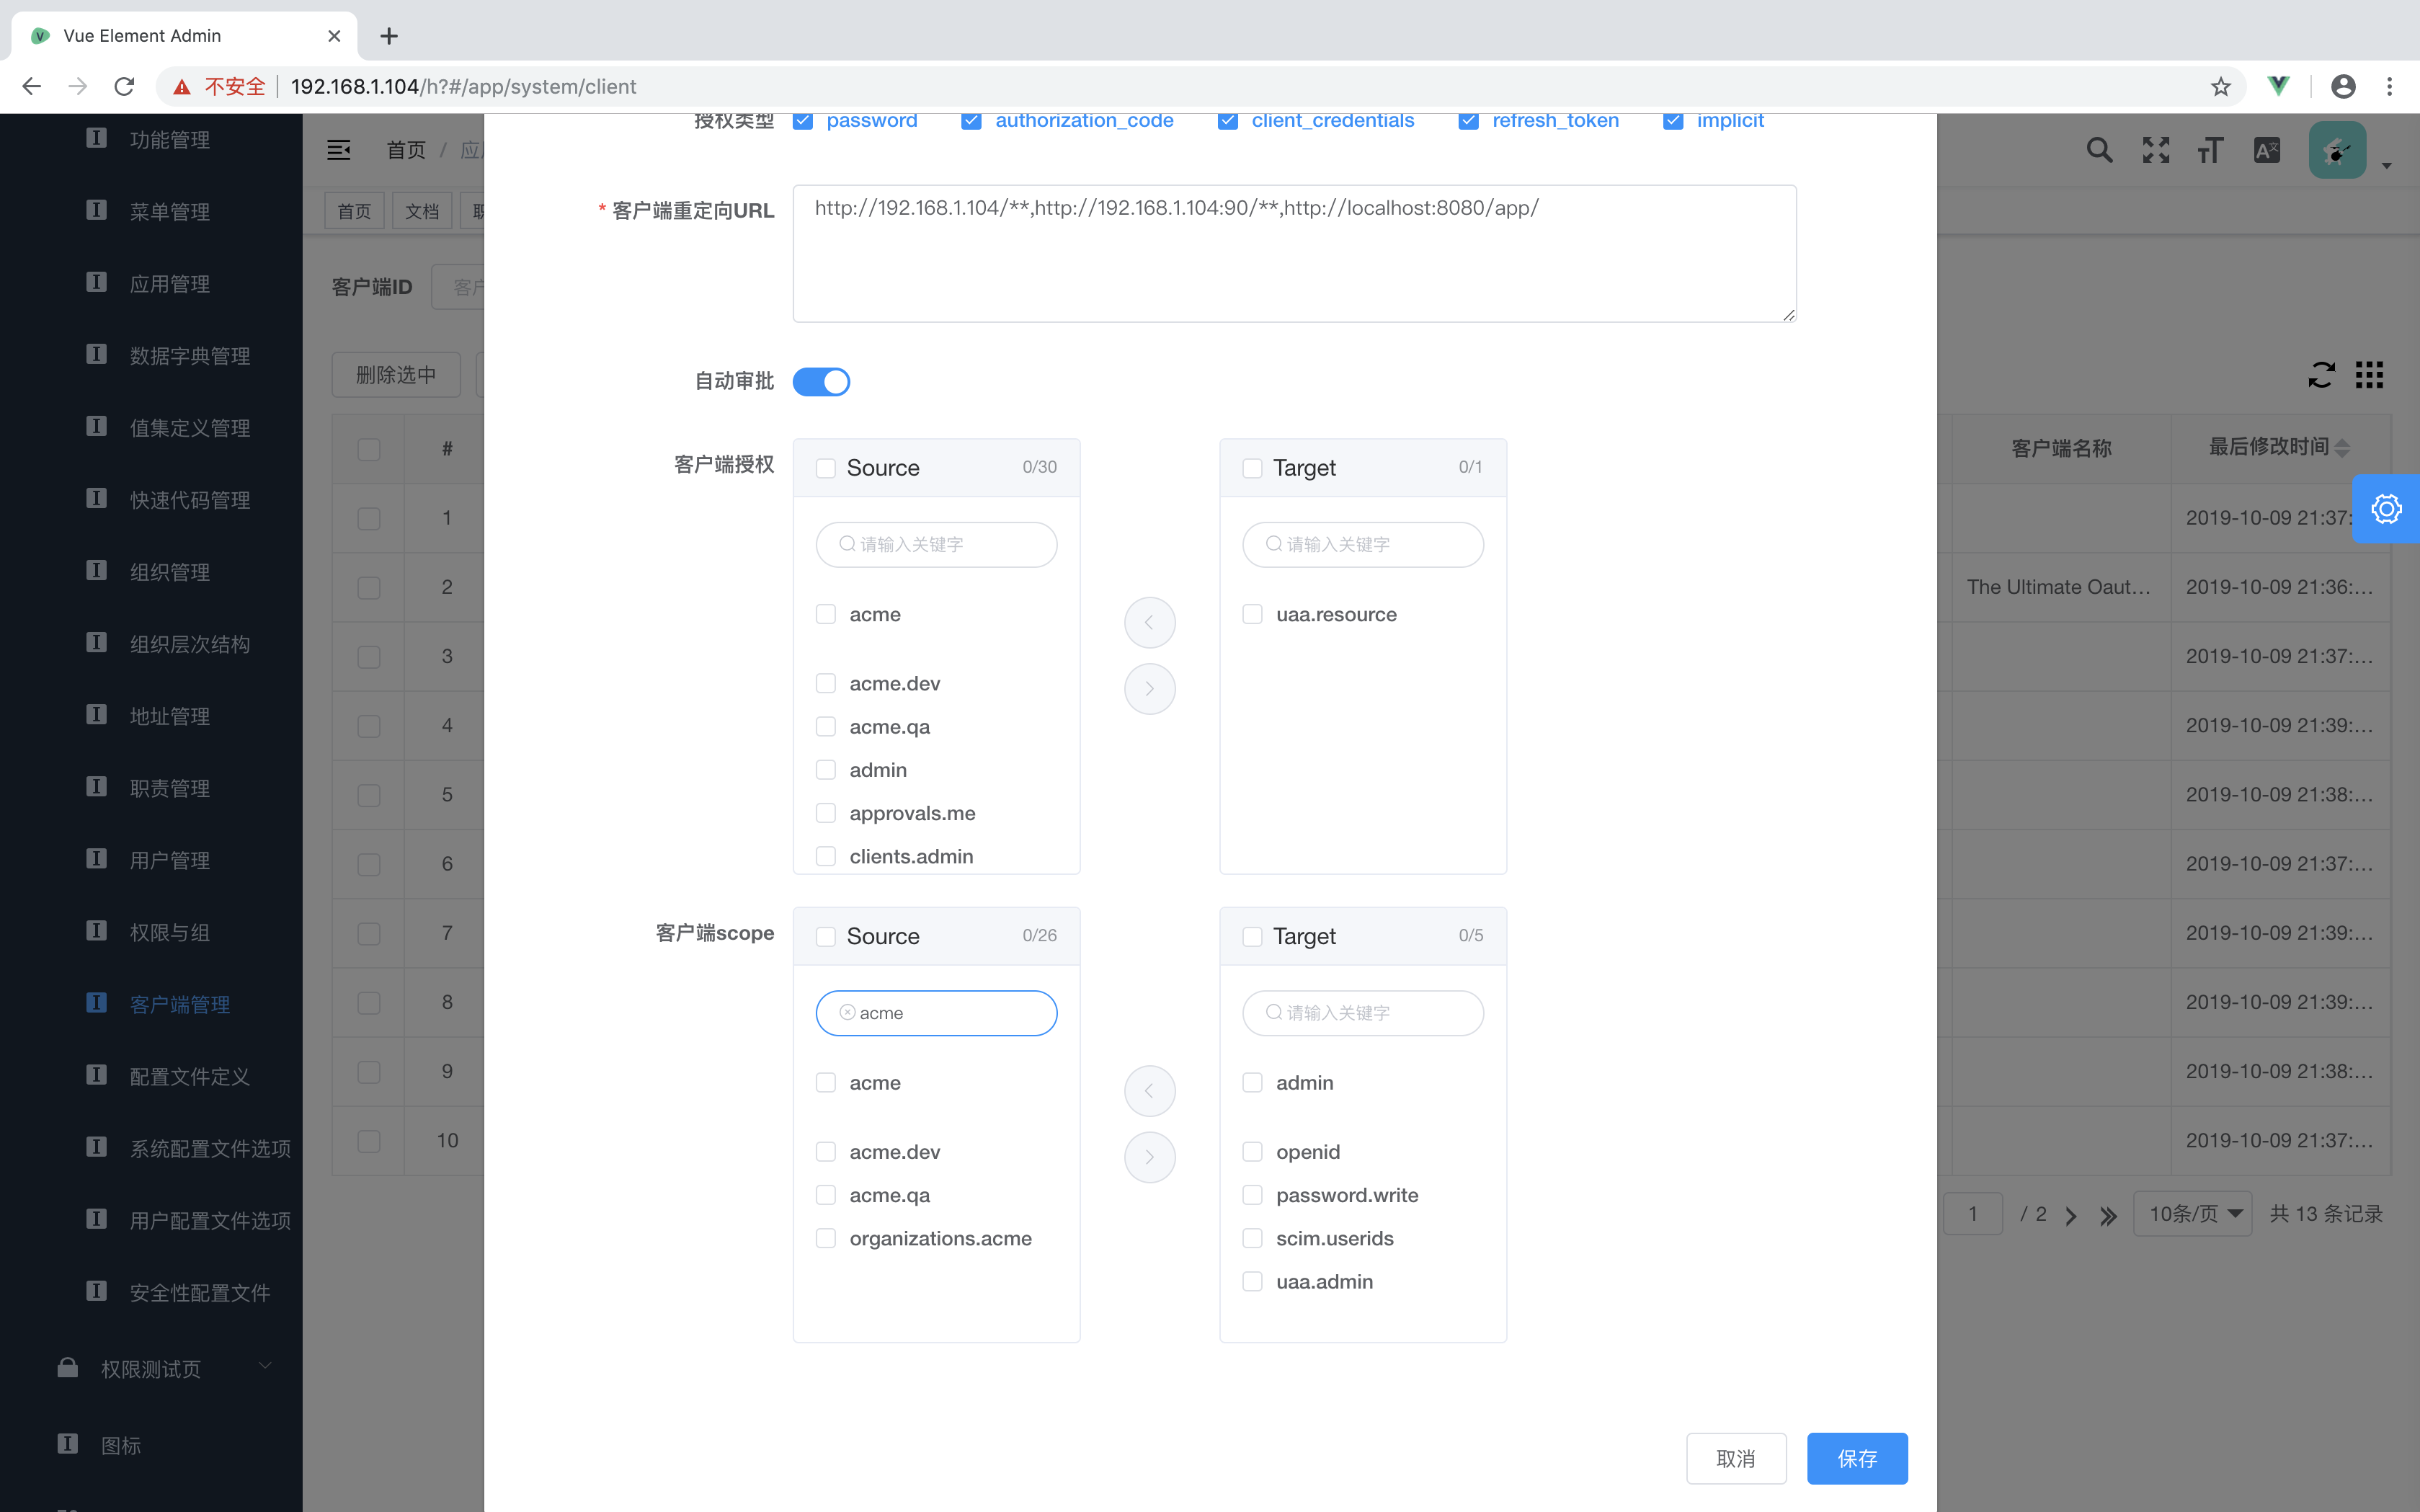 Vue Element Admin
不安全 192.168.1.104/h?#/app/system/client
功能管理
菜单管理
应用管理
数据字典管理
值集定义管理
快速代码管理
组织管理
组织层次结构
地址管理
职责管理
用户管理
权限与组
客户端管理
配置文件定义
系统配置文件选项
用户配置文件选项
安全性配置文件
权限测试页
图标
首页 /
首页 文档
客户端ID
删除选中
#
1
2
3
4
5
6
7
8
9
10
授权类型 password authorization_code client_credentials refresh_token implicit
* 客户端重定向URL http://192.168.1.104/**,http://192.168.1.104:90/**,http://localhost:8080/app/
自动审批
客户端授权
Source 0/30
请输入关键字
acme
acme.dev
acme.qa
admin
approvals.me
clients.admin
Target 0/1
请输入关键字
uaa.resource
客户端scope
Source 0/26
acme
acme
acme.dev
acme.qa
organizations.acme
Target 0/5
请输入关键字
admin
openid
password.write
scim.userids
uaa.admin
取消 保存
客户端名称 最后修改时间
2019-10-09 21:37:
The Ultimate Oaut... 2019-10-09 21:36:...
2019-10-09 21:37:...
2019-10-09 21:39:...
2019-10-09 21:38:...
2019-10-09 21:37:...
2019-10-09 21:39:...
2019-10-09 21:39:...
2019-10-09 21:38:...
2019-10-09 21:37:...
1 / 2 10条/页 共 13 条记录